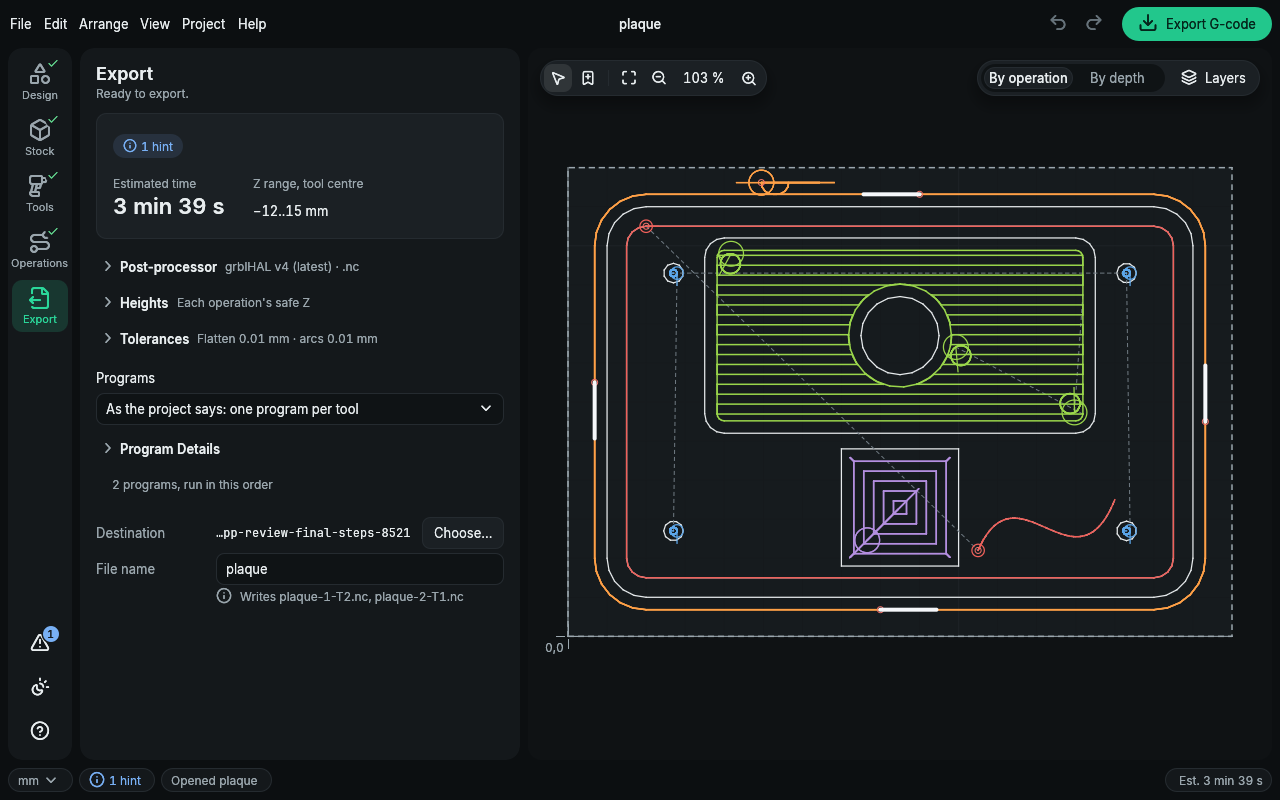 File Edit Arrange View Project Help
plaque
Export G-code
Design
Stock
Tools
Operations
Export
1
Export
Ready to export.
1 hint
Estimated time
3 min 39 s
Z range, tool centre
−12..15 mm
Post-processor grblHAL v4 (latest) · .nc
Heights Each operation's safe Z
Tolerances Flatten 0.01 mm · arcs 0.01 mm
Programs
As the project says: one program per tool
Program Details
2 programs, run in this order
Destination …pp-review-final-steps-8521 Choose...
File name plaque
Writes plaque-1-T2.nc, plaque-2-T1.nc
103 %
By operation By depth Layers
0,0
mm
1 hint
Opened plaque
Est. 3 min 39 s